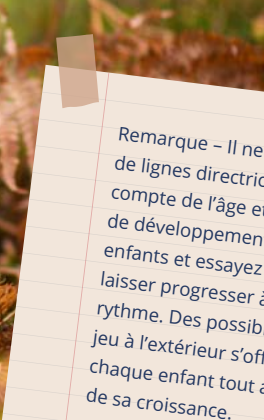 Remarque – Il ne
de lignes directric
compte de l'âge et
de développemen
enfants et essayez
laisser progresser à
rythme. Des possib
jeu à l'extérieur s'of
chaque enfant tout a
de sa croissance.